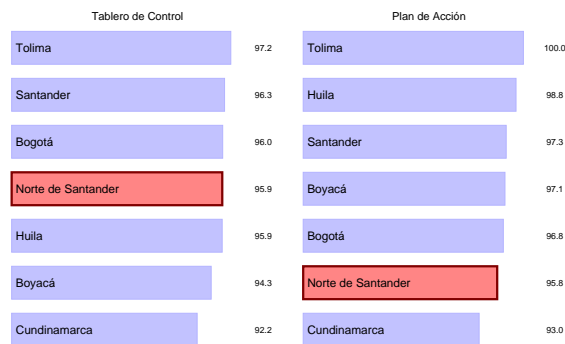 Tablero de Control
Tolima 97.2
Santander 96.3
Bogotá 96.0
Norte de Santander 95.9
Huila 95.9
Boyacá 94.3
Cundinamarca 92.2
Plan de Acción
Tolima 100.0
Huila 98.8
Santander 97.3
Boyacá 97.1
Bogotá 96.8
Norte de Santander 95.8
Cundinamarca 93.0